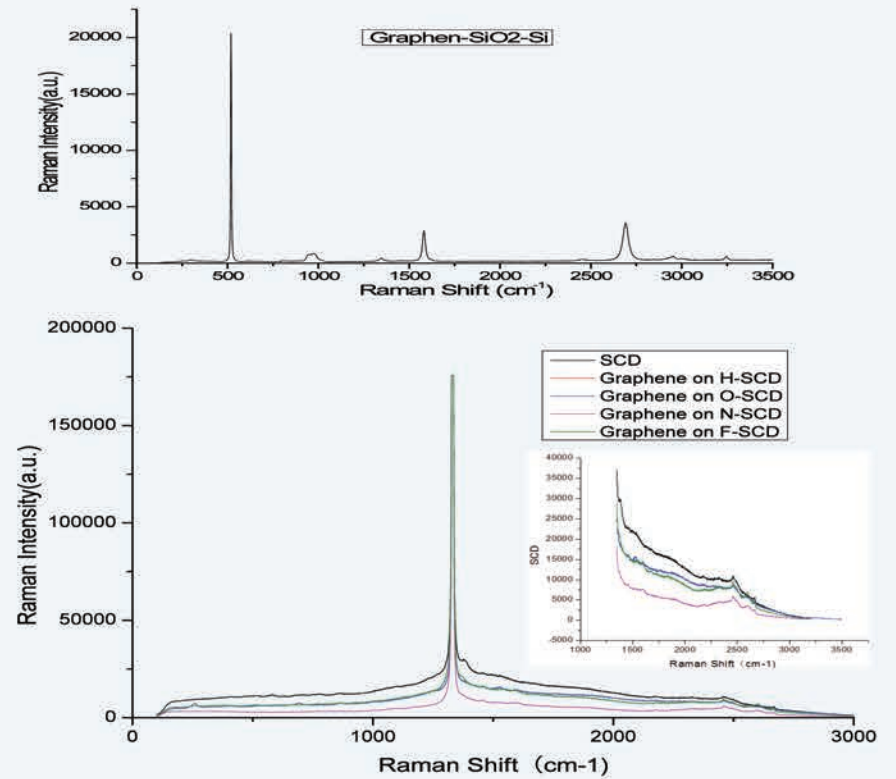 Graphen-SiO2-Si
Raman Intensity(a.u.)
20000
15000
10000
5000
0
0 500 1000 1500 2000 2500 3000 3500
Raman Shift (cm⁻¹)
200000
150000
100000
50000
0
Raman Intensity(a.u.)
SCD
Graphene on H-SCD
Graphene on O-SCD
Graphene on N-SCD
Graphene on F-SCD
40000
35000
30000
25000
20000
15000
10000
5000
0
-5000
SCD
1000 1500 2000 2500 3000 3500
Raman Shift (cm-1)
0 1000 2000 3000
Raman Shift (cm-1)